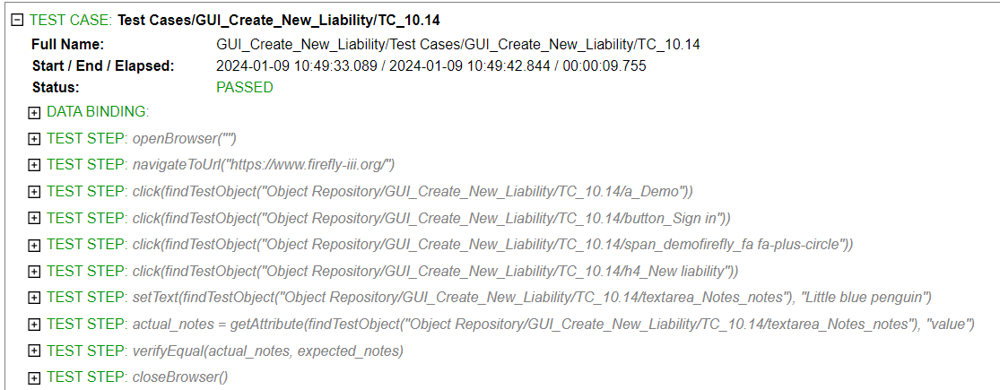 TEST CASE: Test Cases/GUI_Create_New_Liability/TC_10.14
Full Name: GUI_Create_New_Liability/Test Cases/GUI_Create_New_Liability/TC_10.14
Start / End / Elapsed: 2024-01-09 10:49:33.089 / 2024-01-09 10:49:42.844 / 00:00:09.755
Status: PASSED
DATA BINDING:
TEST STEP: openBrowser("")
TEST STEP: navigateToUrl("https://www.firefly-iii.org/")
TEST STEP: click(findTestObject("Object Repository/GUI_Create_New_Liability/TC_10.14/a_Demo"))
TEST STEP: click(findTestObject("Object Repository/GUI_Create_New_Liability/TC_10.14/button_Sign in"))
TEST STEP: click(findTestObject("Object Repository/GUI_Create_New_Liability/TC_10.14/span_demofirefly_fa fa-plus-circle"))
TEST STEP: click(findTestObject("Object Repository/GUI_Create_New_Liability/TC_10.14/h4_New liability"))
TEST STEP: setText(findTestObject("Object Repository/GUI_Create_New_Liability/TC_10.14/textarea_Notes_notes"), "Little blue penguin")
TEST STEP: actual_notes = getAttribute(findTestObject("Object Repository/GUI_Create_New_Liability/TC_10.14/textarea_Notes_notes"), "value")
TEST STEP: verifyEqual(actual_notes, expected_notes)
TEST STEP: closeBrowser()